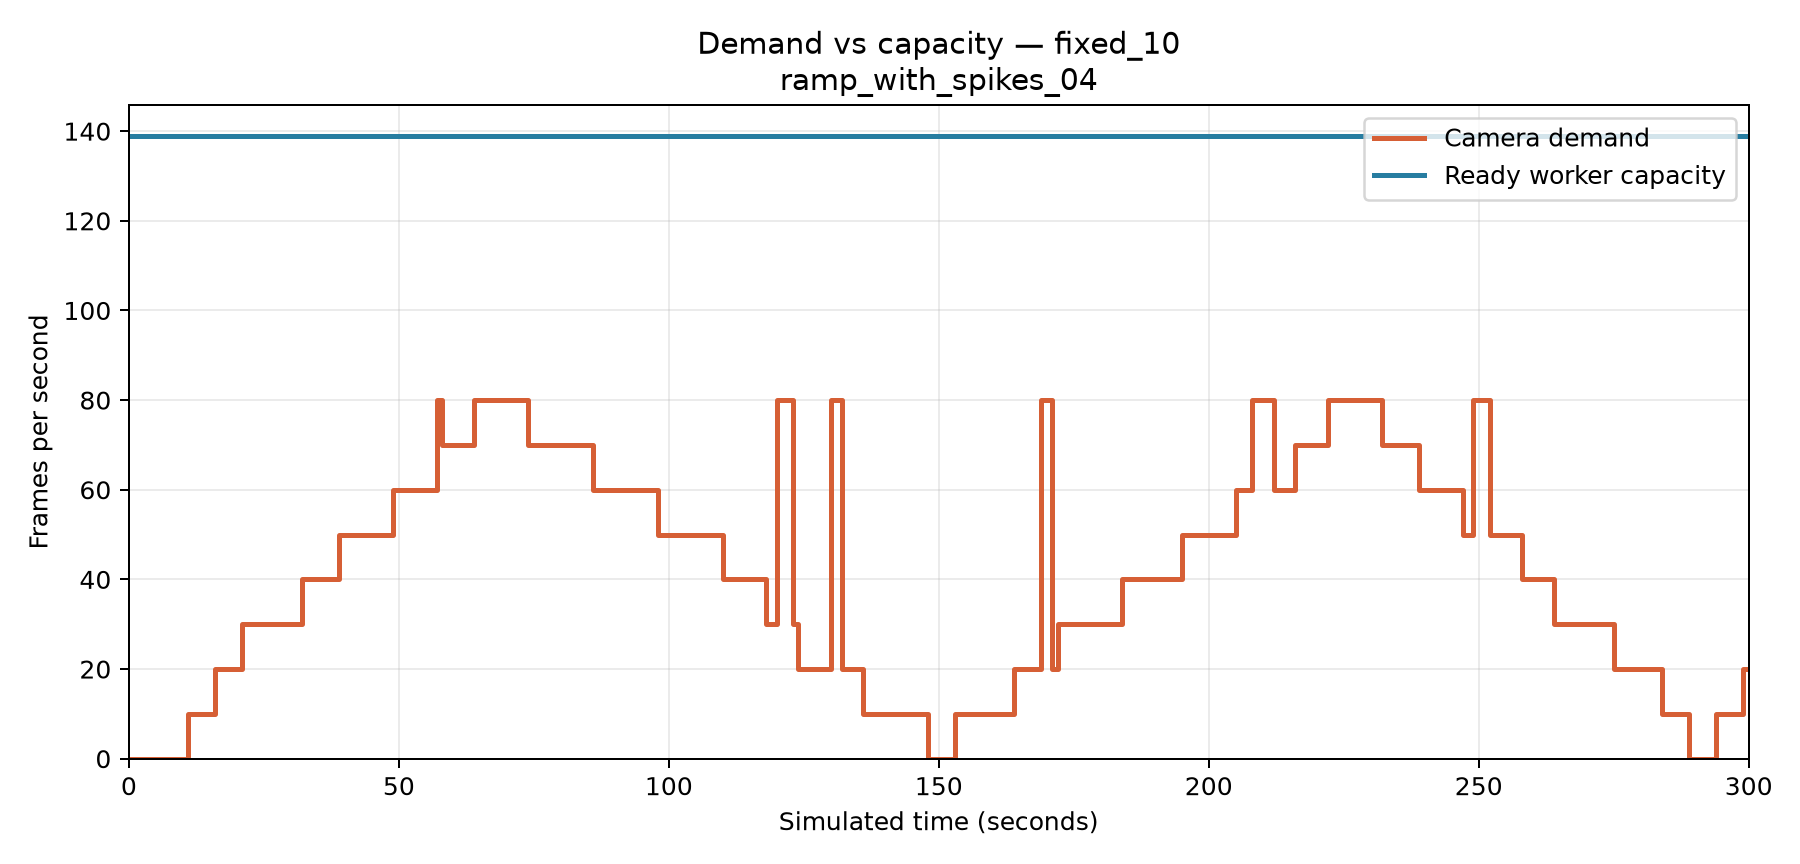 Demand vs capacity — fixed_10
ramp_with_spikes_04
Camera demand
Ready worker capacity
Frames per second
140
120
100
80
60
40
20
0
0 50 100 150 200 250 300
Simulated time (seconds)